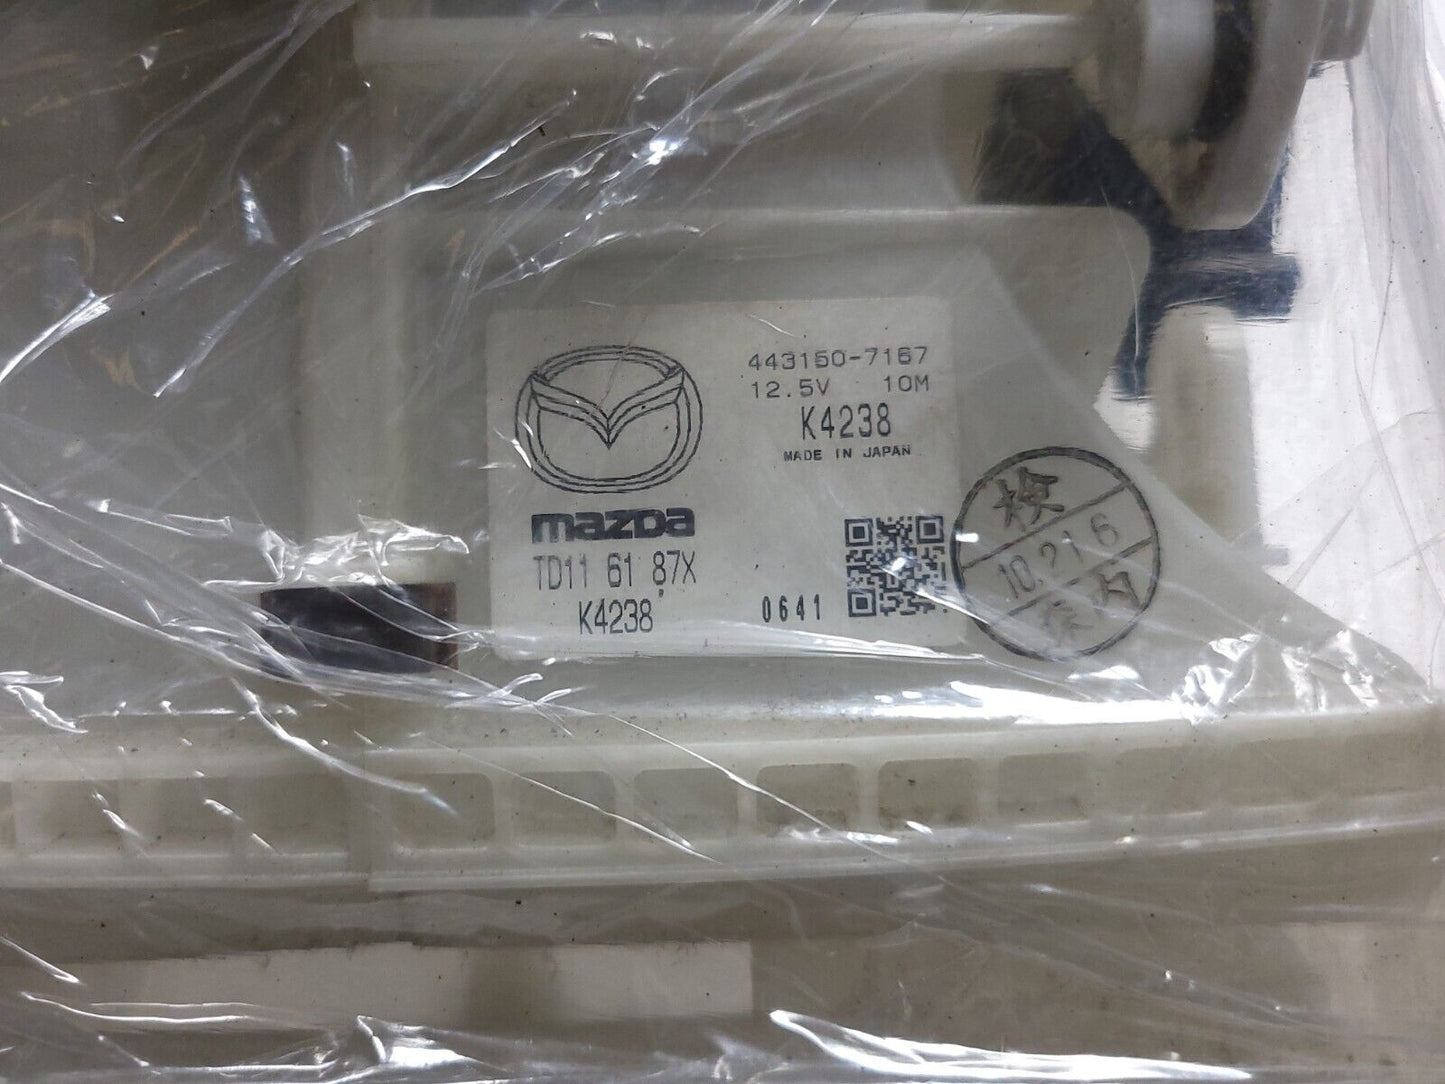 443150-7167
12.5V 10M
K4238
MADE IN JAPAN
mazda
TD11 61 87X
K4238
0641
検
10.21.6